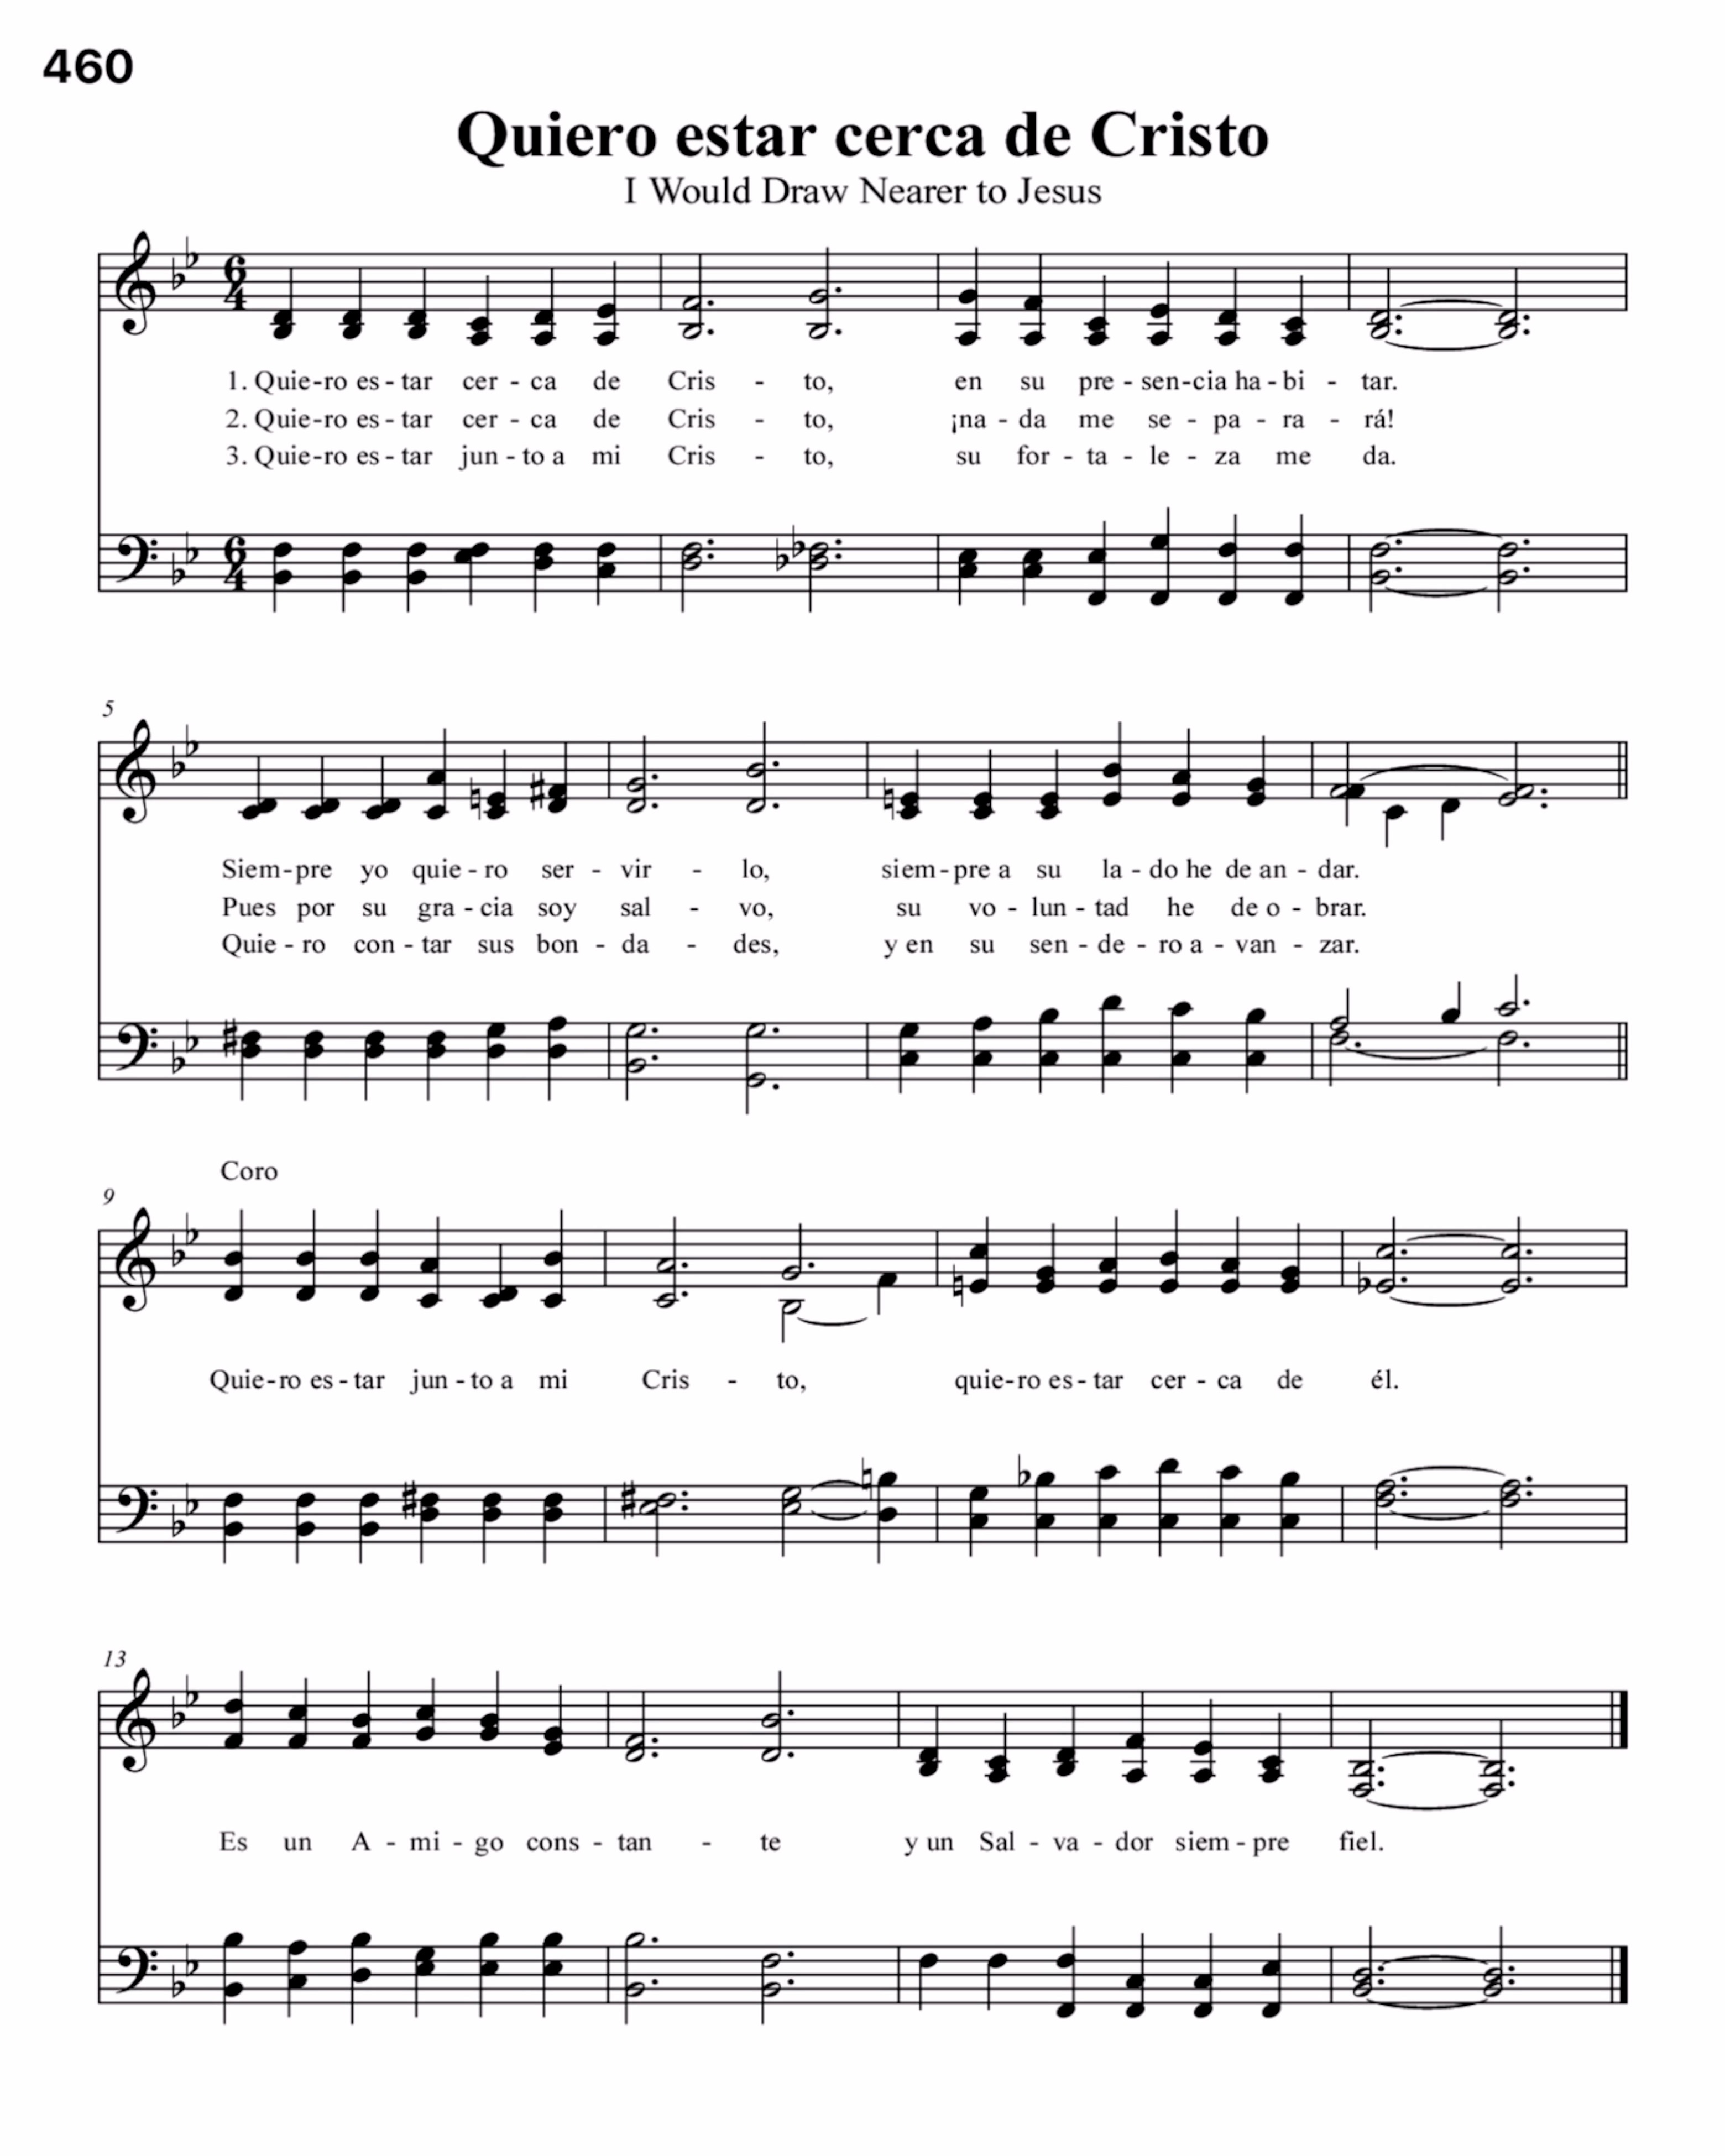 460
Quiero estar cerca de Cristo
I Would Draw Nearer to Jesus
6 4
1. Quie-ro es - tar cer - ca de Cris - to, en su pre - sen-cia ha - bi - tar.
2. Quie-ro es - tar cer - ca de Cris - to, ¡na - da me se - pa - ra - rá!
3. Quie-ro es - tar jun - to a mi Cris - to, su for - ta - le - za me da.
6 4
5
Siem-pre yo quie - ro ser - vir - lo, siem-pre a su la - do he de an - dar.
Pues por su gra - cia soy sal - vo, su vo - lun - tad he de o - brar.
Quie - ro con - tar sus bon - da - des, y en su sen - de - ro a - van - zar.
Coro
9
Quie-ro es - tar jun - to a mi Cris - to, quie-ro es - tar cer - ca de él.
13
Es un A - mi - go cons - tan - te y un Sal - va - dor siem - pre fiel.